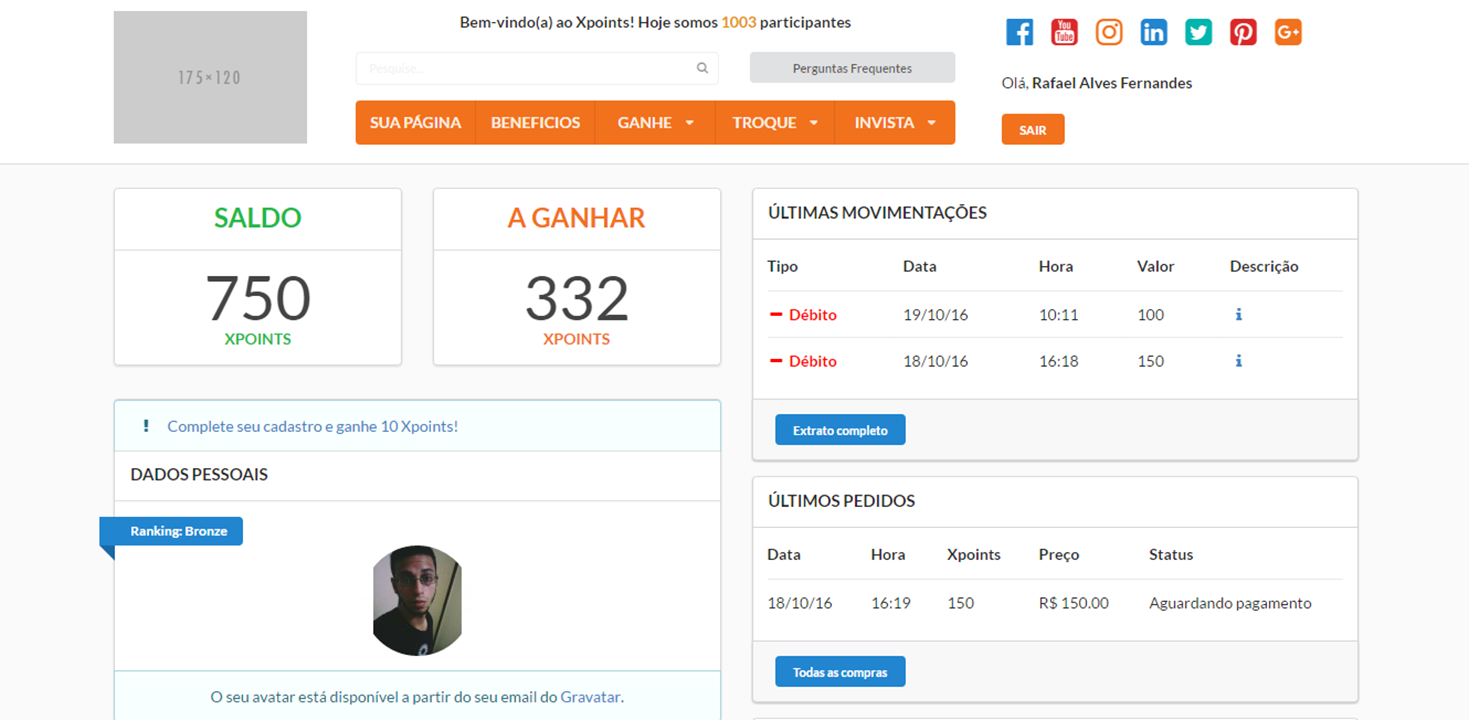 175×120
Bem-vindo(a) ao Xpoints! Hoje somos 1003 participantes
Pesquise...
Perguntas Frequentes
SUA PÁGINA BENEFICIOS GANHE TROQUE INVISTA
You Tube
in
G+
Olá, Rafael Alves Fernandes
SAIR
SALDO
750
XPOINTS
A GANHAR
332
XPOINTS
Complete seu cadastro e ganhe 10 Xpoints!
DADOS PESSOAIS
Ranking: Bronze
O seu avatar está disponível a partir do seu email do Gravatar.
ÚLTIMAS MOVIMENTAÇÕES
Tipo Data Hora Valor Descrição
Débito 19/10/16 10:11 100
Débito 18/10/16 16:18 150
Extrato completo
ÚLTIMOS PEDIDOS
Data Hora Xpoints Preço Status
18/10/16 16:19 150 R$ 150.00 Aguardando pagamento
Todas as compras